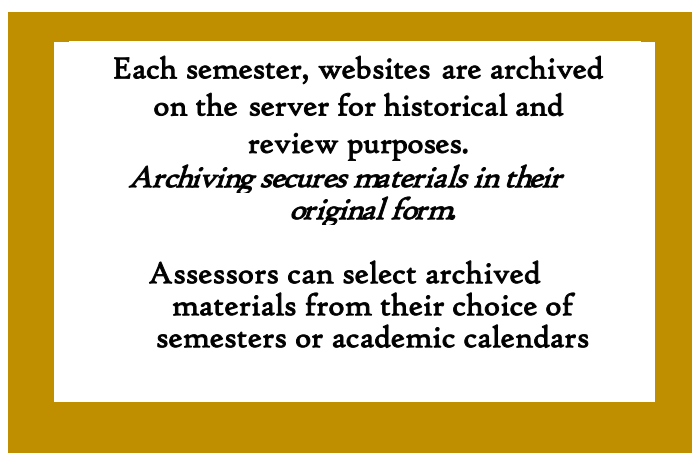 Each semester, websites are archived
on the server for historical and
review purposes.
Archiving secures materials in their
original form.
Assessors can select archived
materials from their choice of
semesters or academic calendars